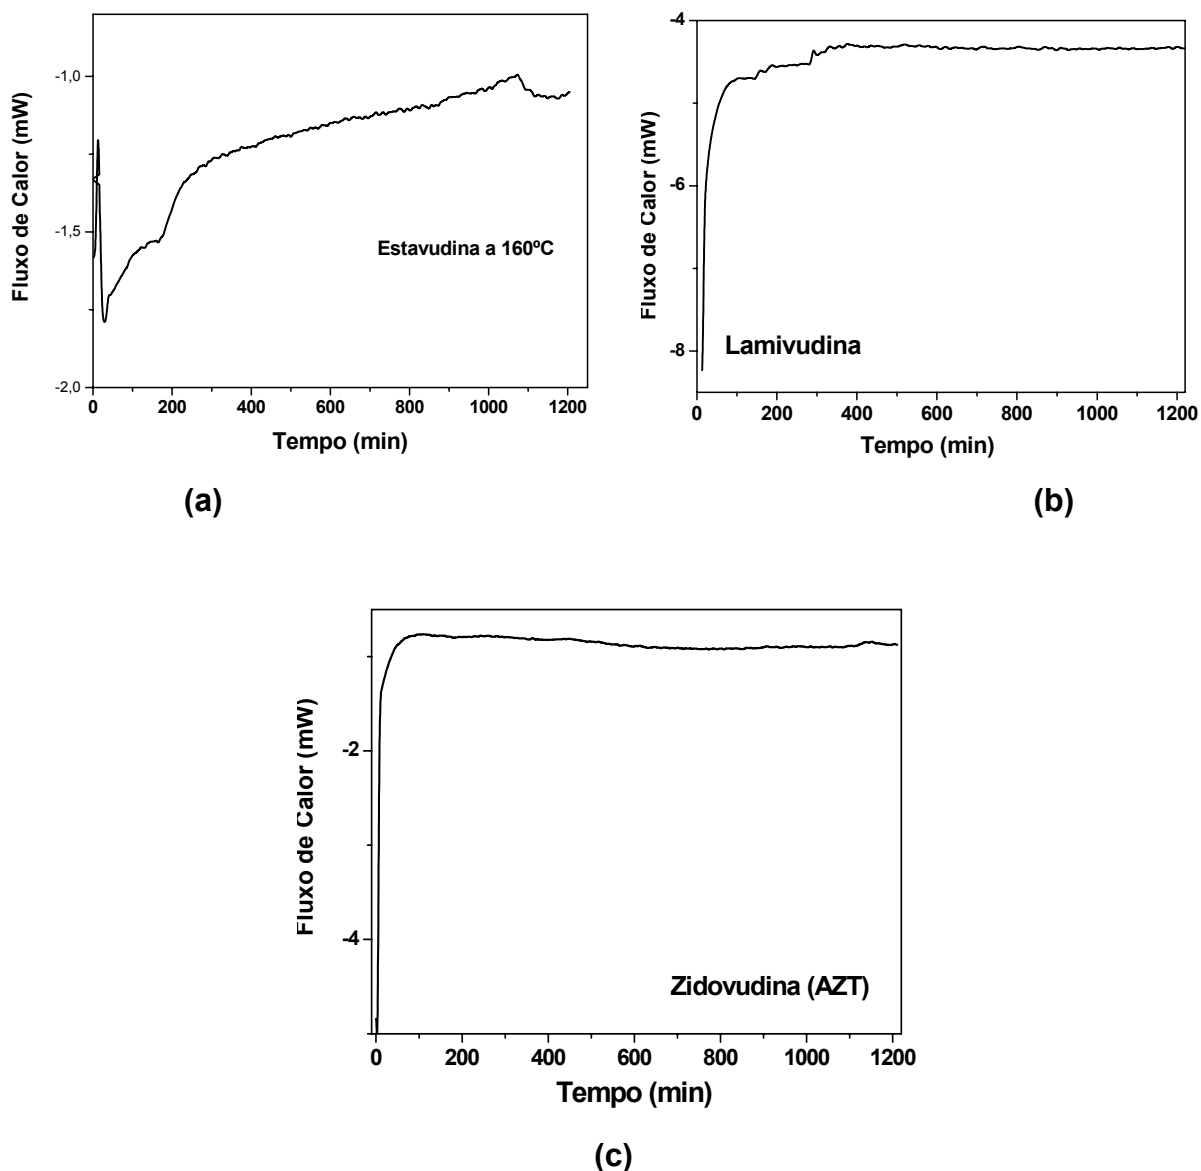 -1,0
-1,5
-2,0
0 200 400 600 800 1000 1200
Fluxo de Calor (mW)
Tempo (min)
Estavudina a 160ºC
(a)
-4
-6
-8
0 200 400 600 800 1000 1200
Fluxo de Calor (mW)
Tempo (min)
Lamivudina
(b)
-2
-4
0 200 400 600 800 1000 1200
Fluxo de Calor (mW)
Tempo (min)
Zidovudina (AZT)
(c)